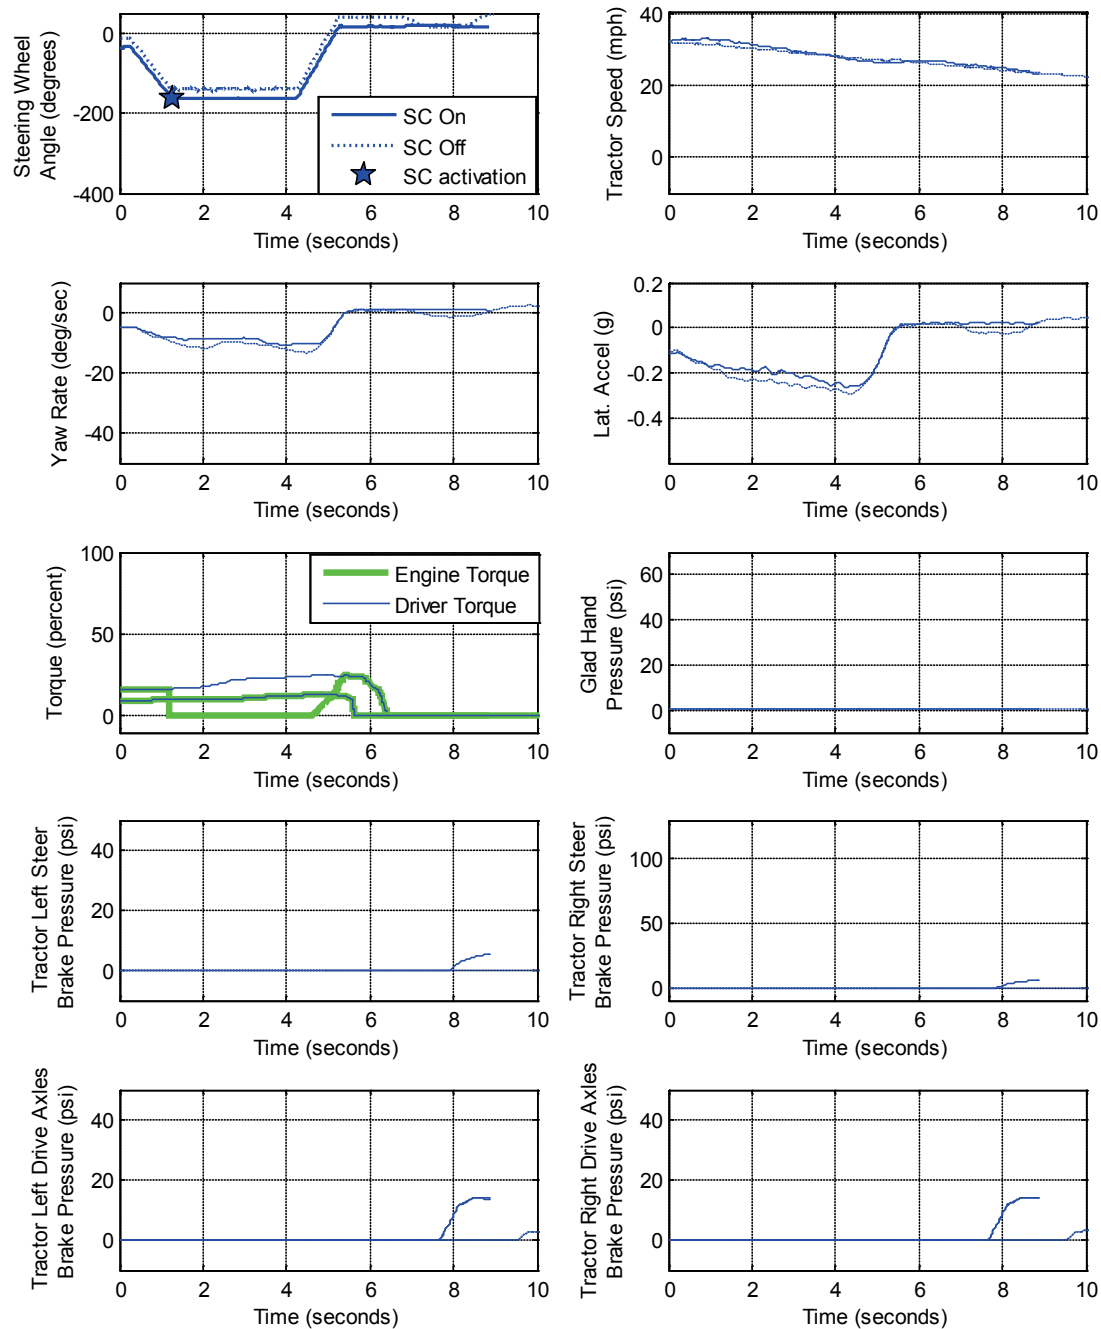 Steering Wheel
Angle (degrees)
0
-200
-400
SC On
SC Off
SC activation
0 2 4 6 8 10
Time (seconds)
Tractor Speed (mph)
40
20
0
0 2 4 6 8 10
Time (seconds)
Yaw Rate (deg/sec)
0
-20
-40
0 2 4 6 8 10
Time (seconds)
Lat. Accel (g)
0.2
0
-0.2
-0.4
0 2 4 6 8 10
Time (seconds)
Torque (percent)
100
50
0
Engine Torque
Driver Torque
0 2 4 6 8 10
Time (seconds)
Glad Hand
Pressure (psi)
60
40
20
0
0 2 4 6 8 10
Time (seconds)
Tractor Left Steer
Brake Pressure (psi)
40
20
0
0 2 4 6 8 10
Time (seconds)
Tractor Right Steer
Brake Pressure (psi)
100
50
0
0 2 4 6 8 10
Time (seconds)
Tractor Left Drive Axles
Brake Pressure (psi)
40
20
0
0 2 4 6 8 10
Time (seconds)
Tractor Right Drive Axles
Brake Pressure (psi)
40
20
0
0 2 4 6 8 10
Time (seconds)